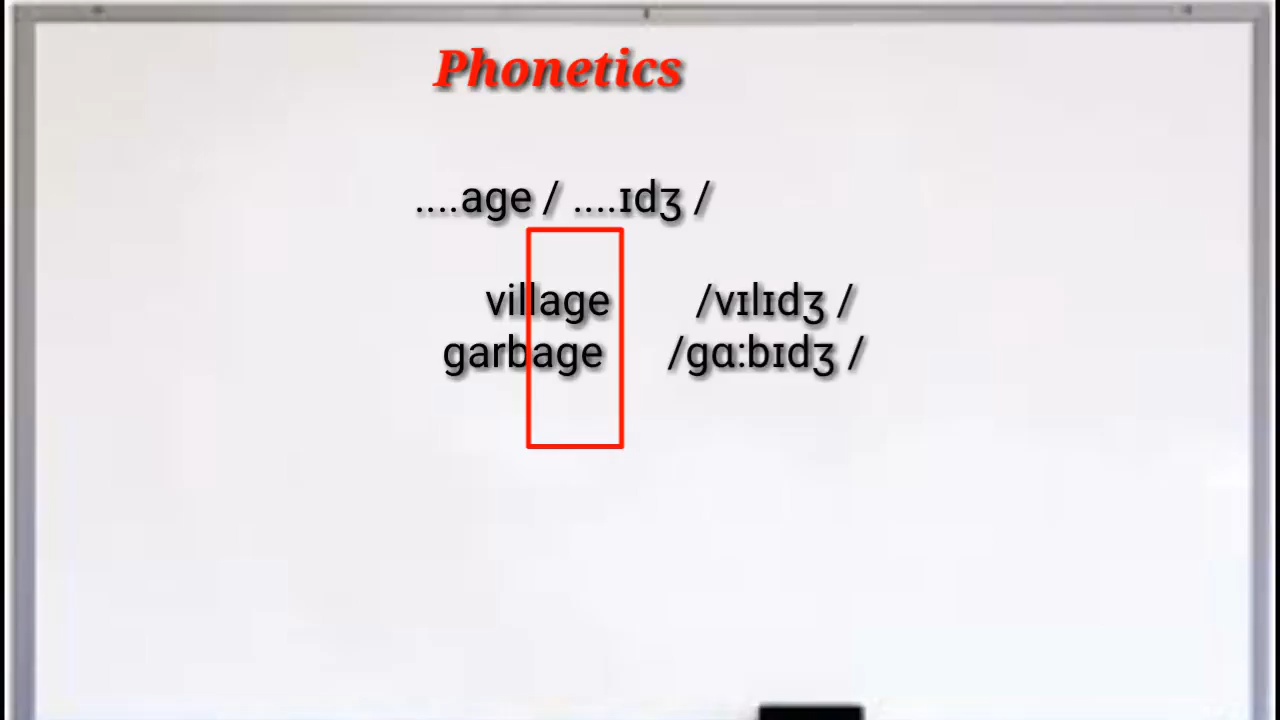 Phonetics
....age / ....ɪdʒ /
village /vɪlɪdʒ /
garbage /gɑ:bɪdʒ /